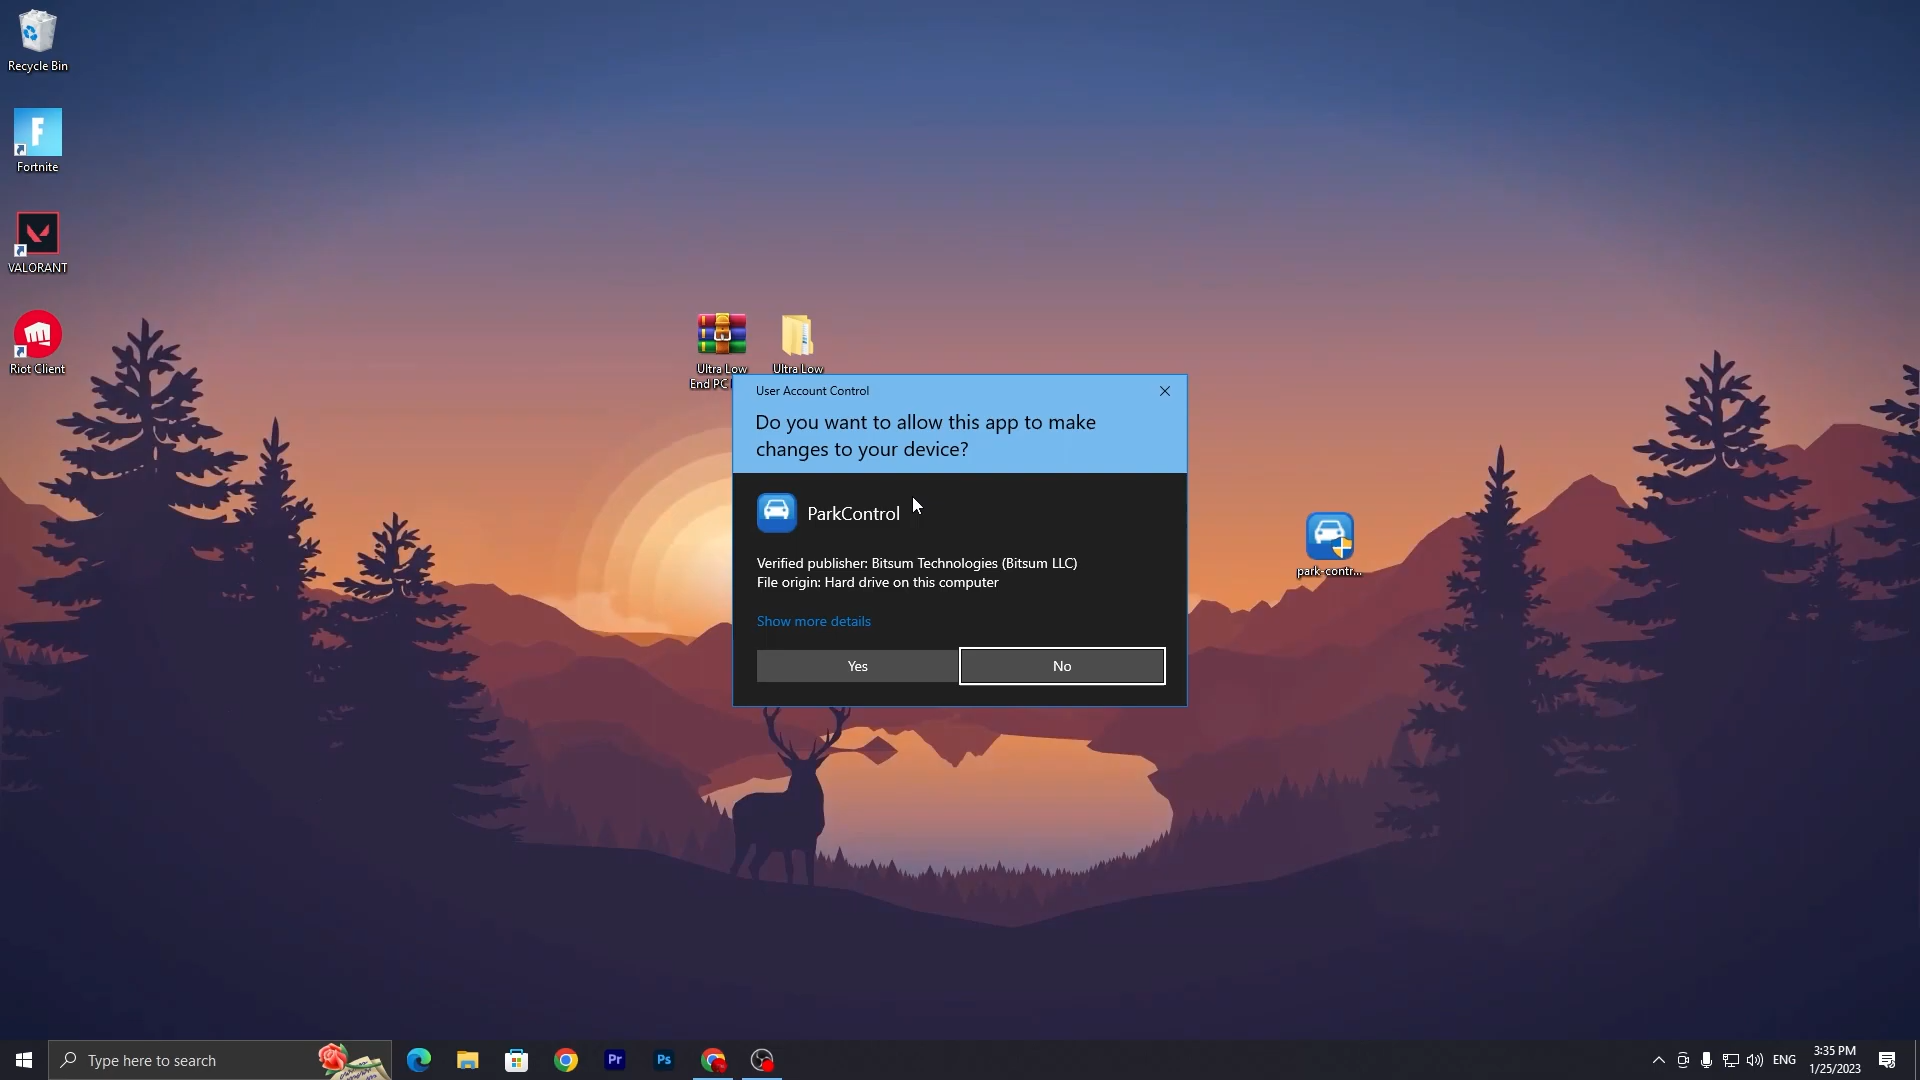 Recycle Bin
Fortnite
VALORANT
Riot Client
Ultra Low
End PC
Ultra Low
User Account Control
Do you want to allow this app to make
changes to your device?
ParkControl
Verified publisher: Bitsum Technologies (Bitsum LLC)
File origin: Hard drive on this computer
Show more details
Yes
No
park-contr...
Type here to search
Pr
Ps
ENG
3:35 PM
1/25/2023